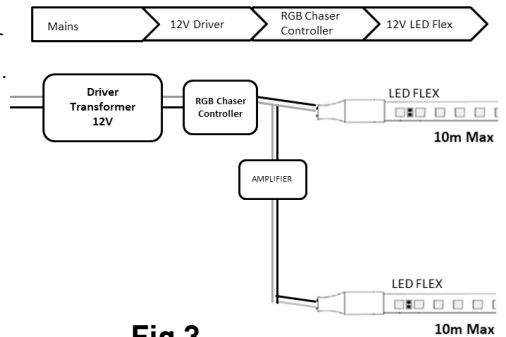 Mains
12V Driver
RGB Chaser
Controller
12V LED Flex
Driver
Transformer
12V
RGB Chaser
Controller
LED FLEX
10m Max
AMPLIFIER
LED FLEX
10m Max